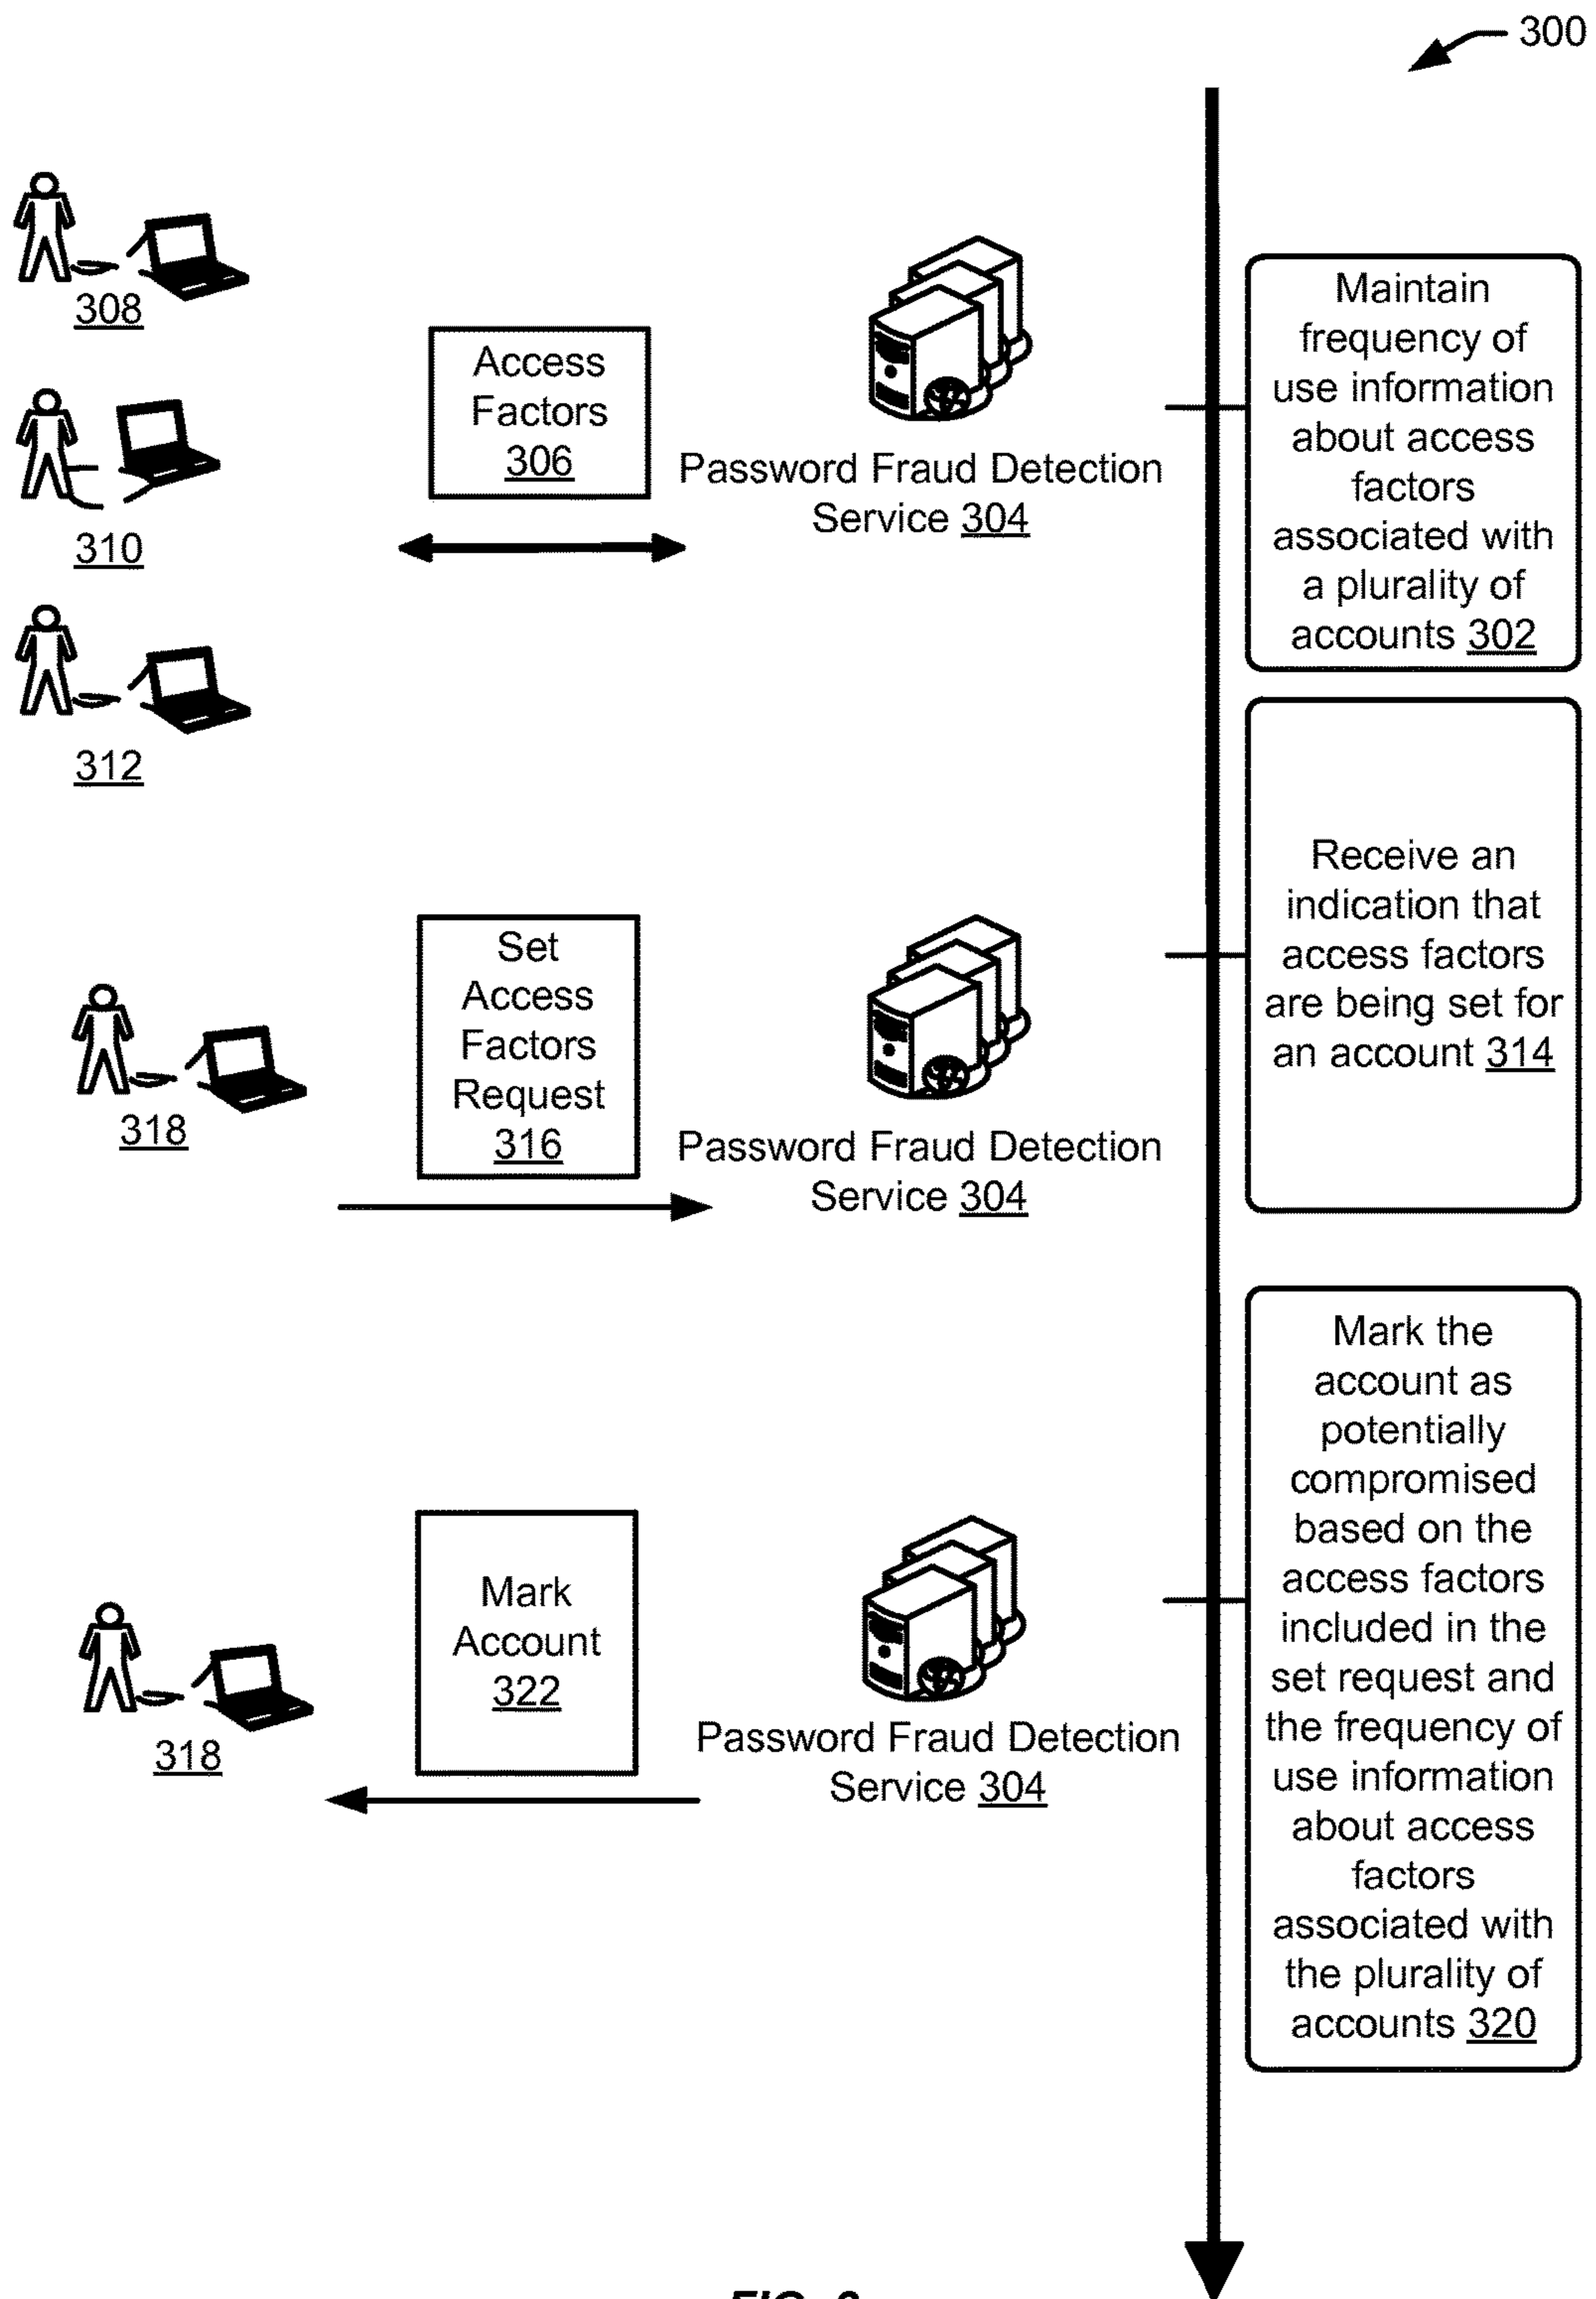 300
308
310
312
Access
Factors
306
Password Fraud Detection
Service 304
Maintain
frequency of
use information
about access
factors
associated with
a plurality of
accounts 302
318
Set
Access
Factors
Request
316
Password Fraud Detection
Service 304
Receive an
indication that
access factors
are being set for
an account 314
318
Mark
Account
322
Password Fraud Detection
Service 304
Mark the
account as
potentially
compromised
based on the
access factors
included in the
set request and
the frequency of
use information
about access
factors
associated with
the plurality of
accounts 320
FIG.